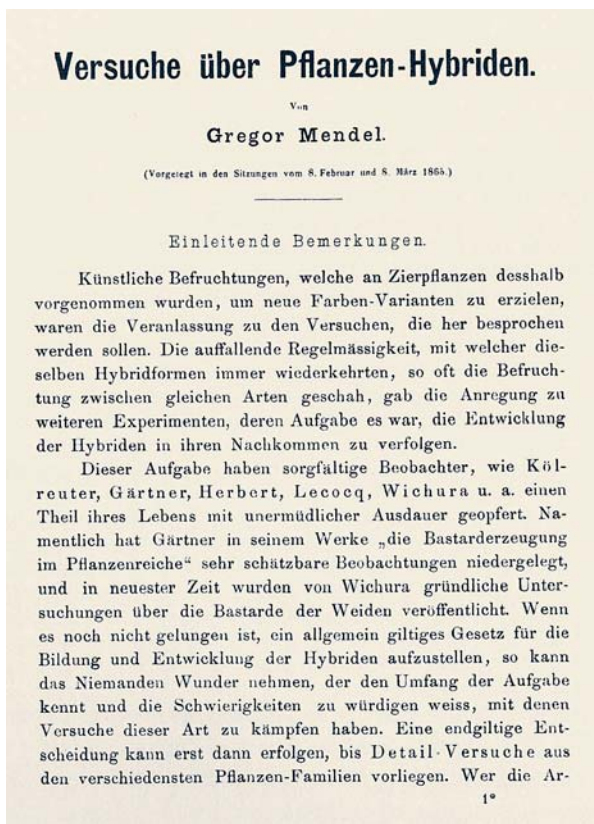 Versuche über Pflanzen-Hybriden.
Von
Gregor Mendel.
(Vorgelegt in den Sitzungen vom 8. Februar und 8. März 1865.)
Einleitende Bemerkungen.
Künstliche Befruchtungen, welche an Zierpflanzen desshalb
vorgenommen wurden, um neue Farben-Varianten zu erzielen,
waren die Veranlassung zu den Versuchen, die her besprochen
werden sollen. Die auffallende Regelmässigkeit, mit welcher die-
selben Hybridformen immer wiederkehrten, so oft die Befruch-
tung zwischen gleichen Arten geschah, gab die Anregung zu
weiteren Experimenten, deren Aufgabe es war, die Entwicklung
der Hybriden in ihren Nachkommen zu verfolgen.
Dieser Aufgabe haben sorgfältige Beobachter, wie Köl-
reuter, Gärtner, Herbert, Lecocq, Wichura u. a. einen
Theil ihres Lebens mit unermüdlicher Ausdauer geopfert. Na-
mentlich hat Gärtner in seinem Werke „die Bastarderzeugung
im Pflanzenreiche“ sehr schätzbare Beobachtungen niedergelegt,
und in neuester Zeit wurden von Wichura gründliche Unter-
suchungen über die Bastarde der Weiden veröffentlicht. Wenn
es noch nicht gelungen ist, ein allgemein giltiges Gesetz für die
Bildung und Entwicklung der Hybriden aufzustellen, so kann
das Niemanden Wunder nehmen, der den Umfang der Aufgabe
kennt und die Schwierigkeiten zu würdigen weiss, mit denen
Versuche dieser Art zu kämpfen haben. Eine endgiltige Ent-
scheidung kann erst dann erfolgen, bis Detail-Versuche aus
den verschiedensten Pflanzen-Familien vorliegen. Wer die Ar-
1*